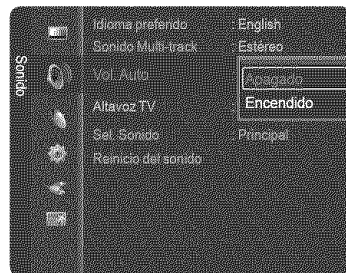 Sonido
Idioma preferido : English
Sonido Multi-track : Estéreo
Vol. Auto
Apagado
Altavoz TV : Encendido
Sel. Sonido : Principal
Reinicio del sonido